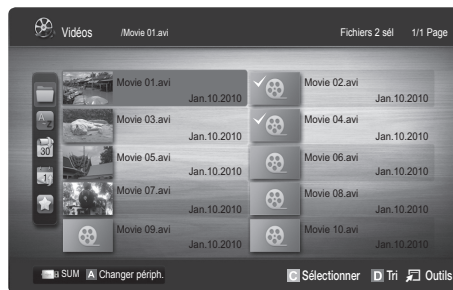 Vidéos /Movie 01.avi Fichiers 2 sél 1/1 Page
Movie 01.avi Movie 02.avi
Jan.10.2010 Jan.10.2010
Movie 03.avi Movie 04.avi
Jan.10.2010 Jan.10.2010
Movie 05.avi Movie 06.avi
Jan.10.2010 Jan.10.2010
Movie 07.avi Movie 08.avi
Jan.10.2010 Jan.10.2010
Movie 09.avi Movie 10.avi
Jan.10.2010 Jan.10.2010
SUM A Changer périph. C Sélectionner D Tri Outils